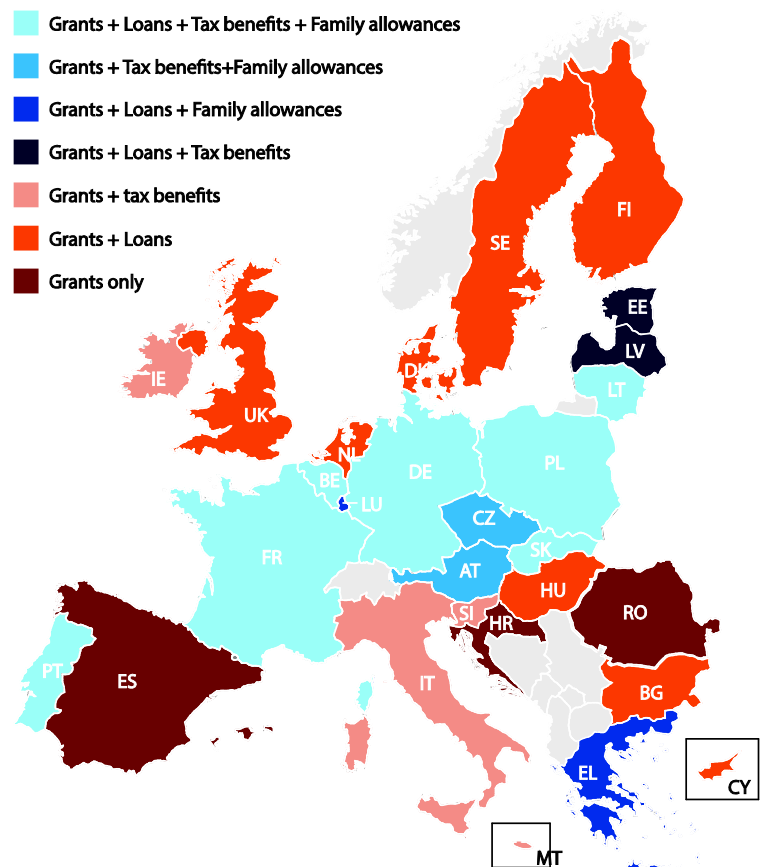 Grants + Loans + Tax benefits + Family allowances
Grants + Tax benefits+Family allowances
Grants + Loans + Family allowances
Grants + Loans + Tax benefits
Grants + tax benefits
Grants + Loans
Grants only
FI
SE
EE
LV
DK
IE
LT
UK
NL
PL
DE
BE
LU
CZ
SK
FR
AT
HU
SI
RO
HR
PT
ES
IT
BG
EL
CY
MT